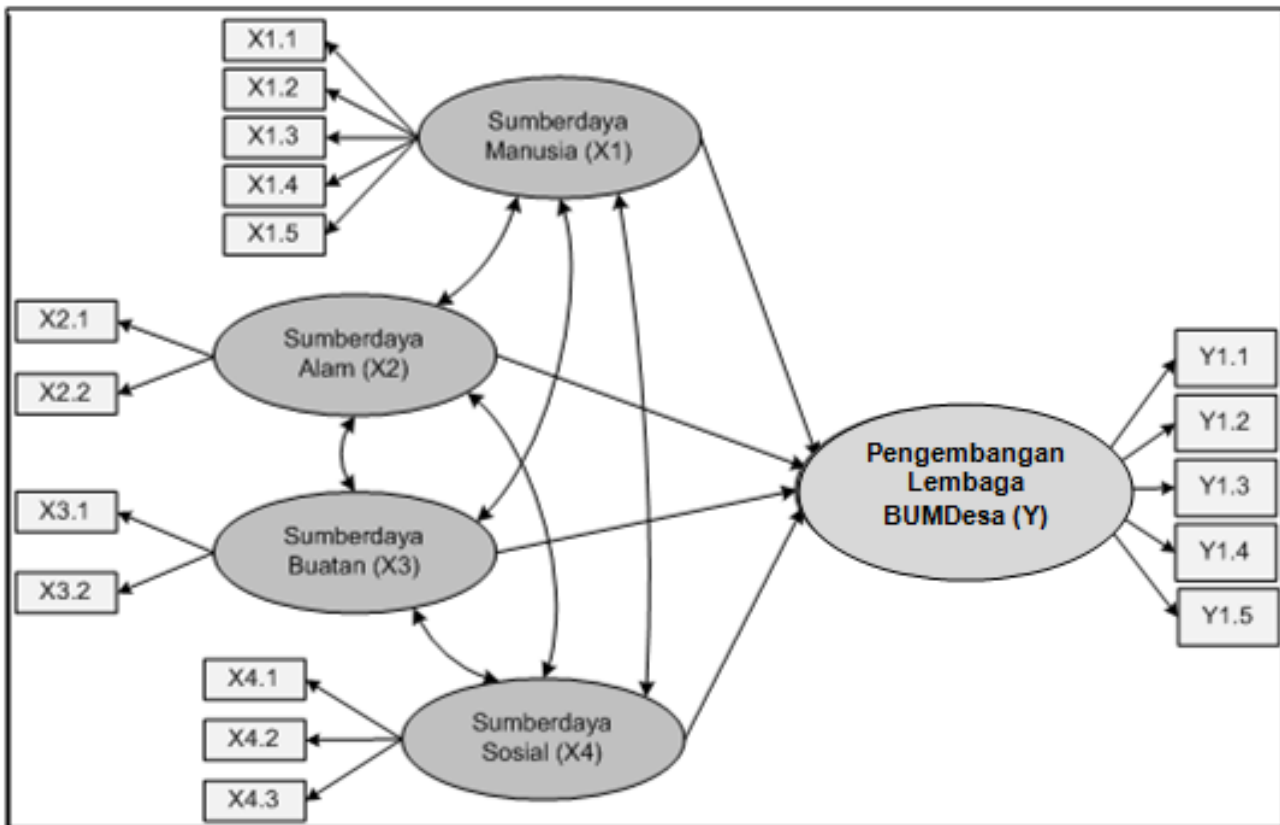 X1.1
X1.2
X1.3
X1.4
X1.5
Sumberdaya
Manusia (X1)
X2.1
X2.2
Sumberdaya
Alam (X2)
X3.1
X3.2
Sumberdaya
Buatan (X3)
X4.1
X4.2
X4.3
Sumberdaya
Sosial (X4)
Pengembangan
Lembaga
BUMDesa (Y)
Y1.1
Y1.2
Y1.3
Y1.4
Y1.5